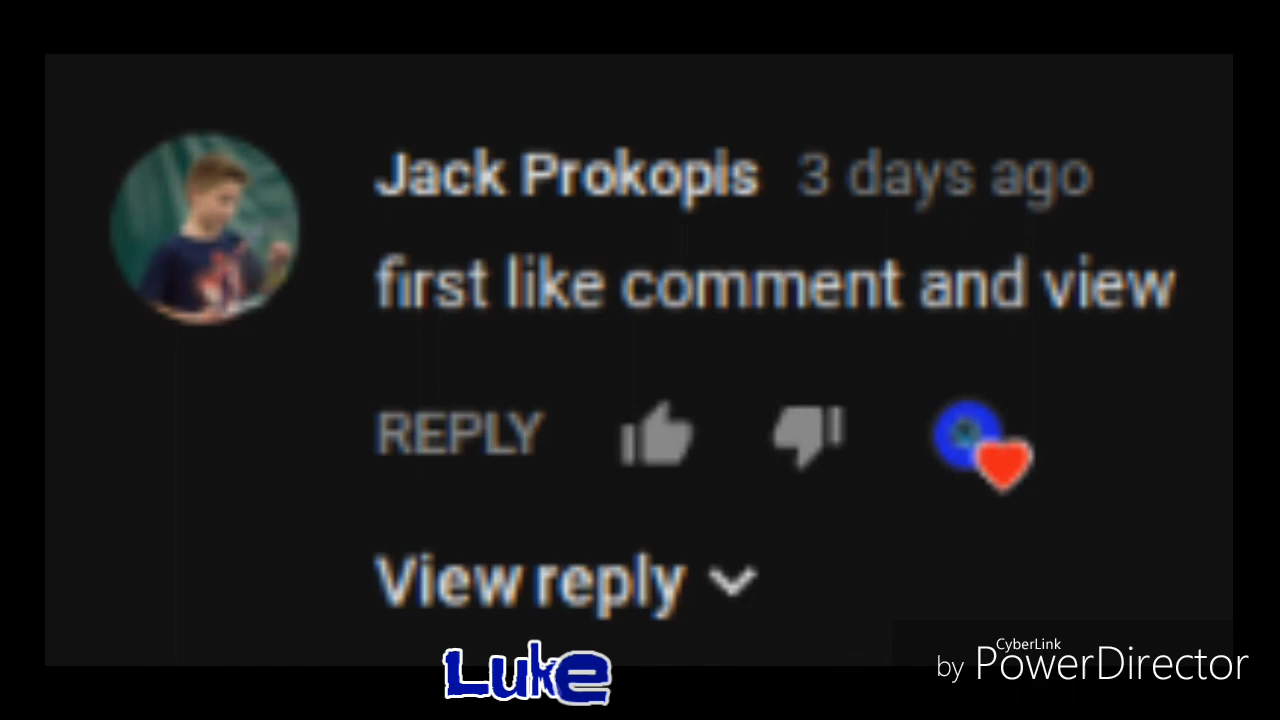 Jack Prokopis 3 days ago
first like comment and view
REPLY
View reply
Luke
CyberLink
by PowerDirector